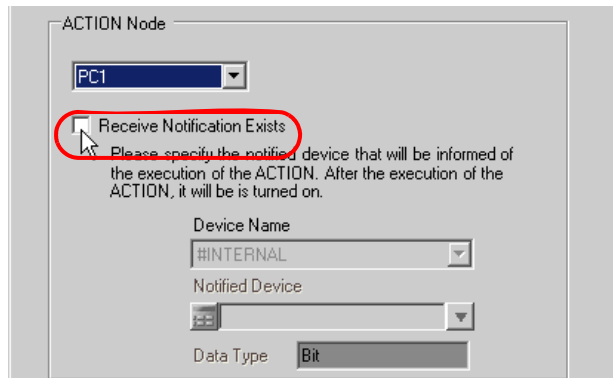 ACTION Node
PC1
Receive Notification Exists
Please specify the notified device that will be informed of
the execution of the ACTION. After the execution of the
ACTION, it will be is turned on.
Device Name
#INTERNAL
Notified Device
Data Type Bit